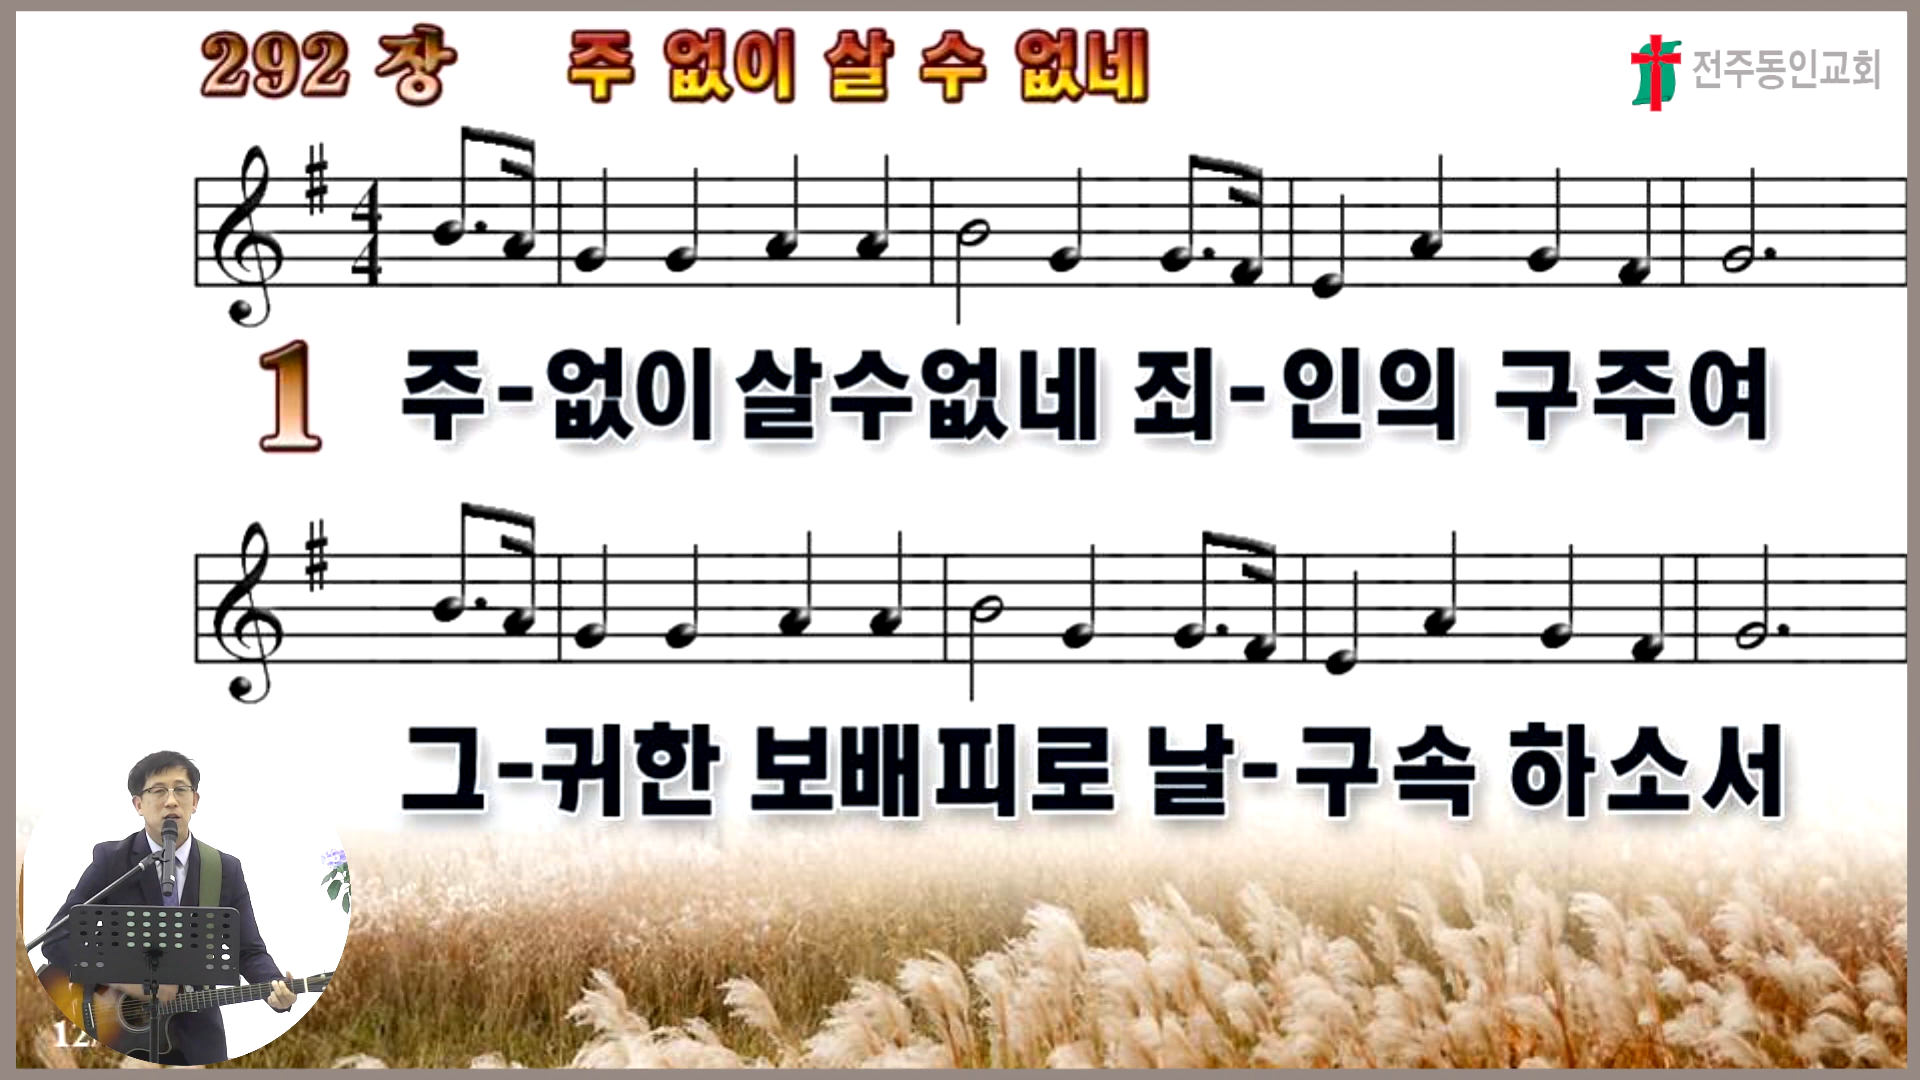 292 장 주 없이 살 수 없네
전주동인교회
1 주-없이 살수없네 죄-인의 구주여
그-귀한 보배피로 날-구속 하소서